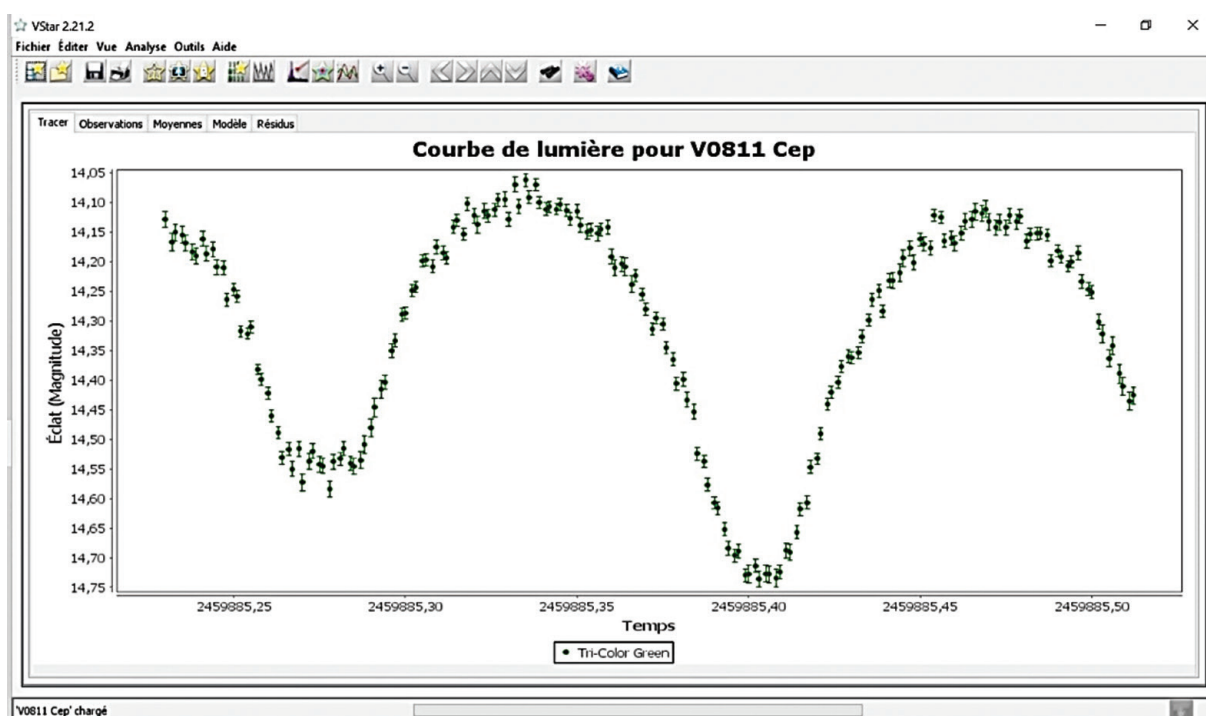 VStar 2.21.2
Fichier Éditer Vue Analyse Outils Aide
Tracer Observations Moyennes Modèle Résidus
Courbe de lumière pour V0811 Cep
Éclat (Magnitude)
14,05
14,10
14,15
14,20
14,25
14,30
14,35
14,40
14,45
14,50
14,55
14,60
14,65
14,70
14,75
2459885,25 2459885,30 2459885,35 2459885,40 2459885,45 2459885,50
Temps
Tri-Color Green
'V0811 Cep' chargé